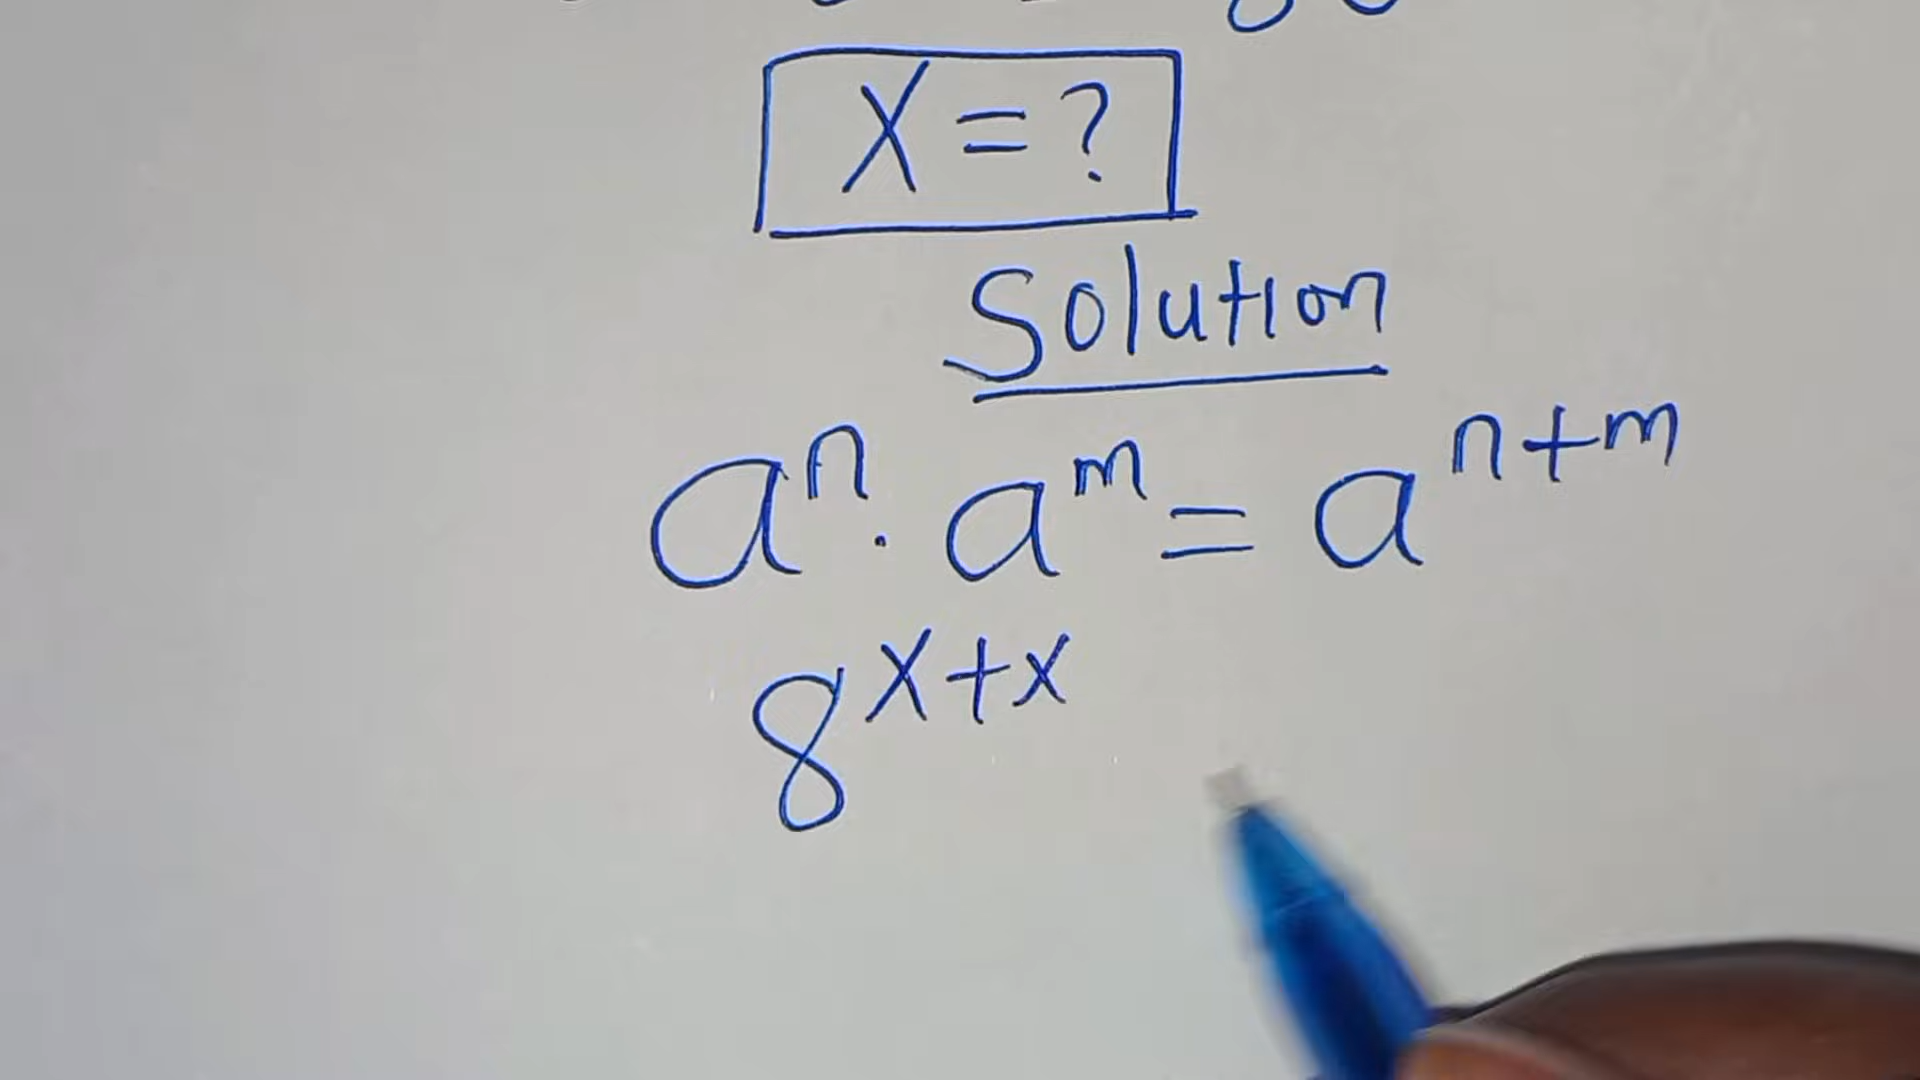 X = ?
Solution
aⁿ · aᵐ = aⁿ⁺ᵐ
8ˣ⁺ˣ